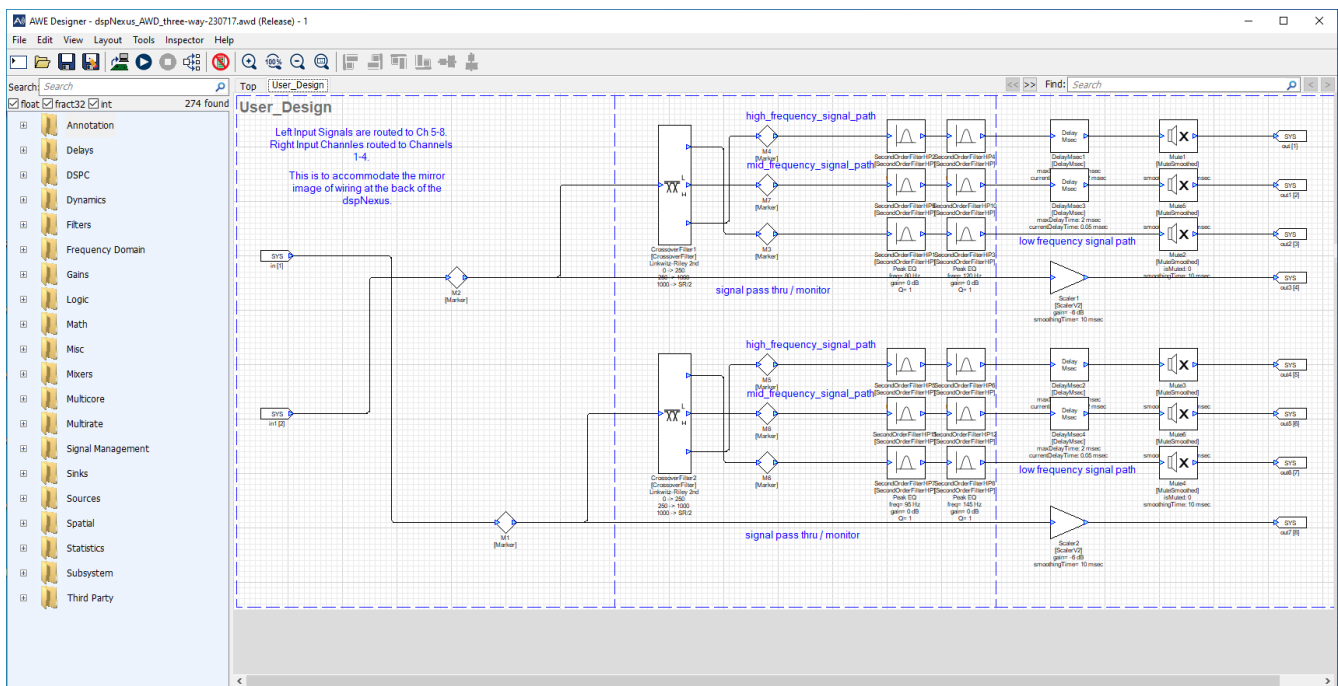 AWE Designer - dspNexus_AWD_three-way-230717.awd (Release) - 1
File Edit View Layout Tools Inspector Help
Search: Search
Top User_Design
<< >> Find: Search < >
float fract32 int 274 found
Annotation
Delays
DSPC
Dynamics
Filters
Frequency Domain
Gains
Logic
Math
Misc
Mixers
Multicore
Multirate
Signal Management
Sinks
Sources
Spatial
Statistics
Subsystem
Third Party
User_Design
Left Input Signals are routed to Ch 5-8.
Right Input Channles routed to Channels
1-4.
This is to accommodate the mirror
image of wiring at the back of the
dspNexus.
SYS
in [1]
SYS
in1 [2]
M2
[Marker]
M1
[Marker]
high_frequency_signal_path
M4
[Marker]
mid_frequency_signal_path
M7
[Marker]
M3
[Marker]
L
H
CrossoverFilter1
[CrossoverFilter]
Linkwitz-Riley 2nd
0 -> 250
250 -> 1000
1000 -> SR/2
signal pass thru / monitor
Peak EQ
freq= 80 Hz
gain= 0 dB
Q= 1
Peak EQ
freq= 120 Hz
gain= 0 dB
Q= 1
Delay
Msec
DelayMsec1
[DelayMsec]
Delay
Msec
DelayMsec3
[DelayMsec]
maxDelayTime: 2 msec
currentDelayTime: 0.05 msec
low frequency signal path
Scaler1
[ScalerV2]
gain= -6 dB
smoothingTime= 10 msec
X
Mute1
[MuteSmoothed]
X
Mute5
[MuteSmoothed]
X
Mute2
[MuteSmoothed]
isMuted: 0
smoothingTime: 10 msec
SYS
out [1]
SYS
out1 [2]
SYS
out2 [3]
SYS
out3 [4]
high_frequency_signal_path
M5
[Marker]
mid_frequency_signal_path
M8
[Marker]
M6
[Marker]
L
H
CrossoverFilter2
[CrossoverFilter]
Linkwitz-Riley 2nd
0 -> 250
250 -> 1000
1000 -> SR/2
signal pass thru / monitor
Peak EQ
freq= 95 Hz
gain= 0 dB
Q= 1
Peak EQ
freq= 145 Hz
gain= 0 dB
Q= 1
Delay
Msec
DelayMsec2
[DelayMsec]
Delay
Msec
DelayMsec4
[DelayMsec]
maxDelayTime: 2 msec
currentDelayTime: 0.05 msec
low frequency signal path
Scaler2
[ScalerV2]
gain= -6 dB
smoothingTime= 10 msec
X
Mute3
[MuteSmoothed]
X
Mute6
[MuteSmoothed]
X
Mute4
[MuteSmoothed]
isMuted: 0
smoothingTime: 10 msec
SYS
out4 [5]
SYS
out5 [6]
SYS
out6 [7]
SYS
out7 [8]